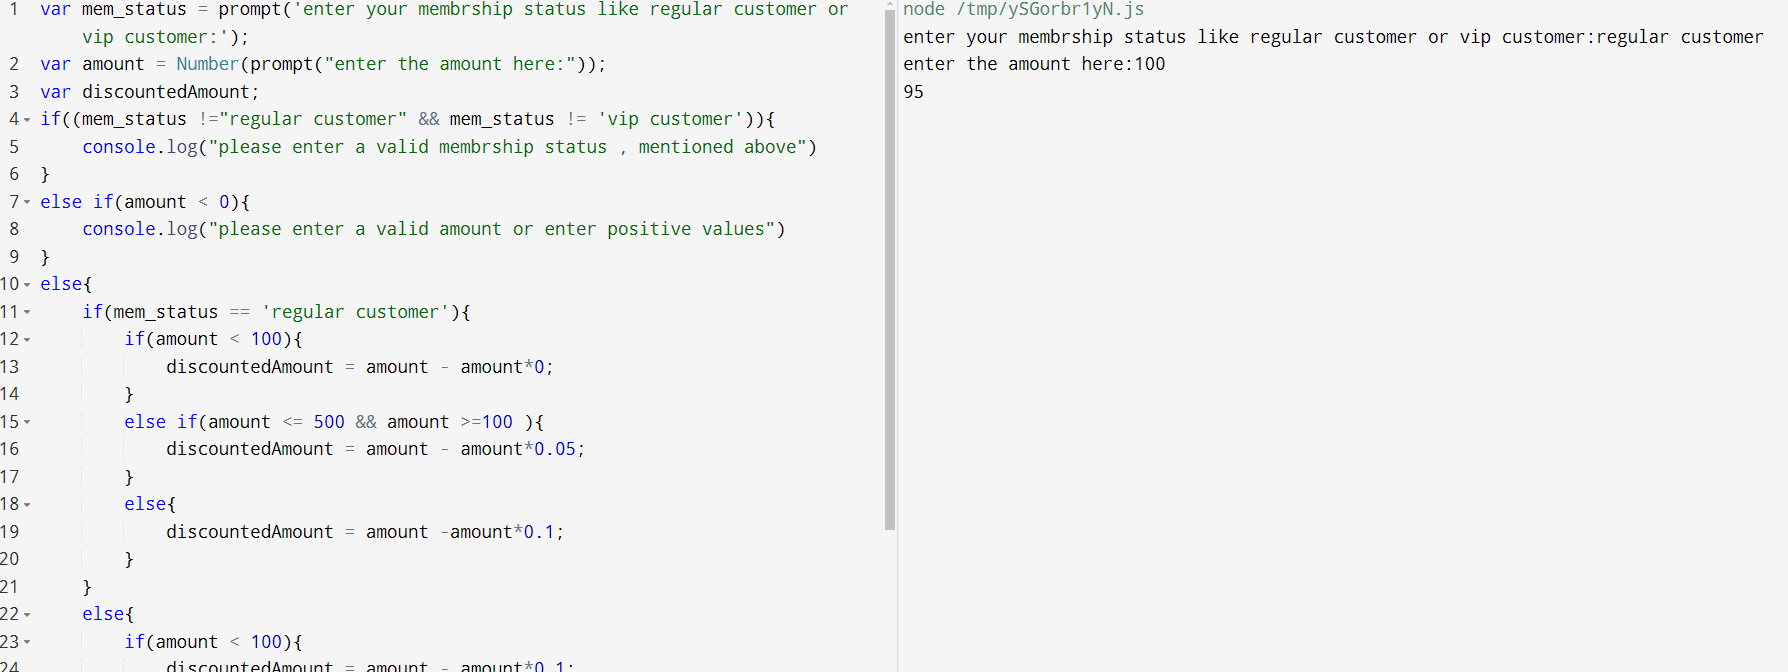 1 var mem_status = prompt('enter your membrship status like regular customer or
vip customer:');
2 var amount = Number(prompt("enter the amount here:"));
3 var discountedAmount;
4 if((mem_status !="regular customer" && mem_status != 'vip customer')){
5 console.log("please enter a valid membrship status , mentioned above")
6 }
7 else if(amount < 0){
8 console.log("please enter a valid amount or enter positive values")
9 }
10 else{
11 if(mem_status == 'regular customer'){
12 if(amount < 100){
13 discountedAmount = amount - amount*0;
14 }
15 else if(amount <= 500 && amount >=100 ){
16 discountedAmount = amount - amount*0.05;
17 }
18 else{
19 discountedAmount = amount -amount*0.1;
20 }
21 }
22 else{
23 if(amount < 100){
24 discountedAmount = amount - amount*0.1;
node /tmp/ySGorbr1yN.js
enter your membrship status like regular customer or vip customer:regular customer
enter the amount here:100
95